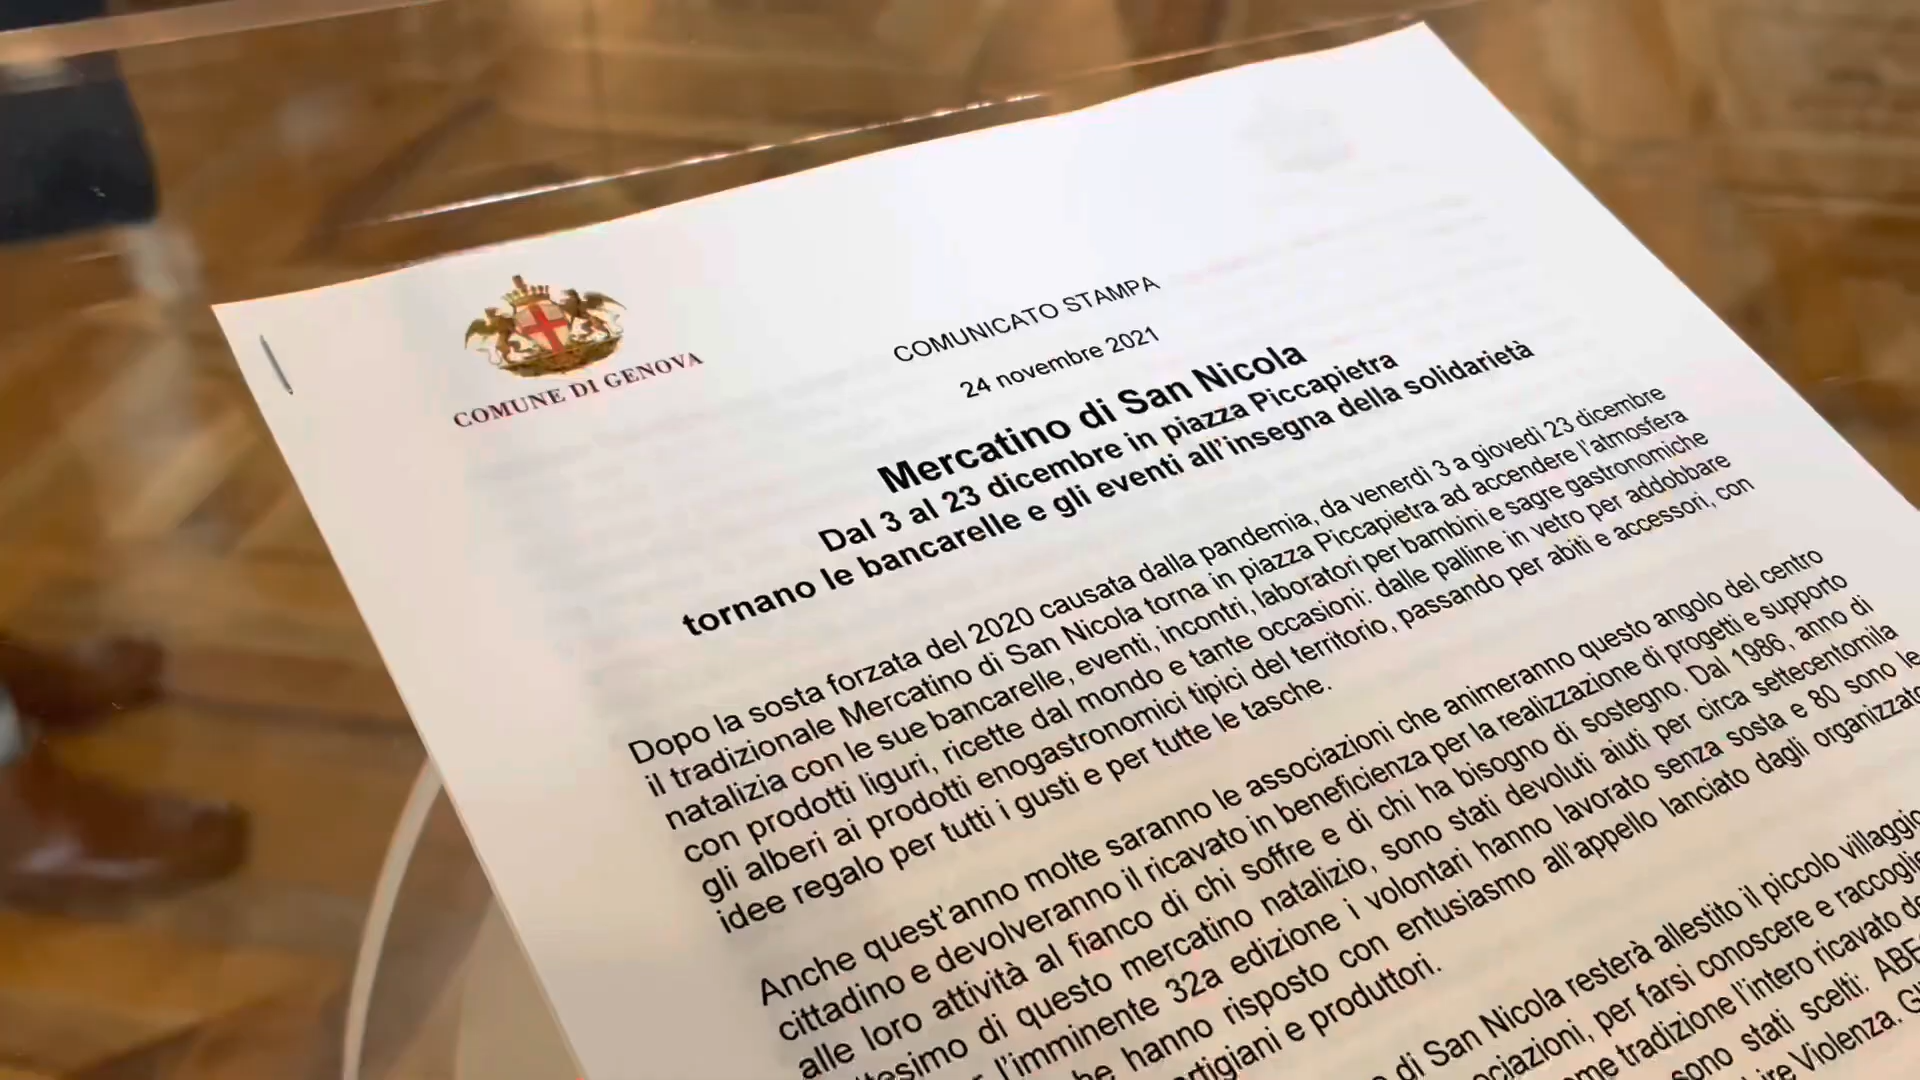 COMUNE DI GENOVA
COMUNICATO STAMPA
24 novembre 2021
Mercatino di San Nicola
Dal 3 al 23 dicembre in piazza Piccapietra
tornano le bancarelle e gli eventi all'insegna della solidarietà
Dopo la sosta forzata del 2020 causata dalla pandemia, da venerdì 3 a giovedì 23 dicembre
il tradizionale Mercatino di San Nicola torna in piazza Piccapietra ad accendere l'atmosfera
natalizia con le sue bancarelle, eventi, incontri, laboratori per bambini e sagre gastronomiche
con prodotti liguri, ricette dal mondo e tante occasioni: dalle palline in vetro per addobbare
gli alberi ai prodotti enogastronomici tipici del territorio, passando per abiti e accessori, con
idee regalo per tutti i gusti e per tutte le tasche.
Anche quest'anno molte saranno le associazioni che animeranno questo angolo del centro
cittadino e devolveranno il ricavato in beneficienza per la realizzazione di progetti e supporto
alle loro attività al fianco di chi soffre e di chi ha bisogno di sostegno. Dal 1986, anno di
di questo mercatino natalizio, sono stati devoluti aiuti per circa settecentomila
l'imminente 32a edizione i volontari hanno lavorato senza sosta e 80 sono le
hanno risposto con entusiasmo all'appello lanciato dagli
artigiani e produttori.
di San Nicola resterà allestito il piccolo villaggio
per farsi conoscere e
tradizione l'intero ricavato
sono stati scelti:
Violenza.